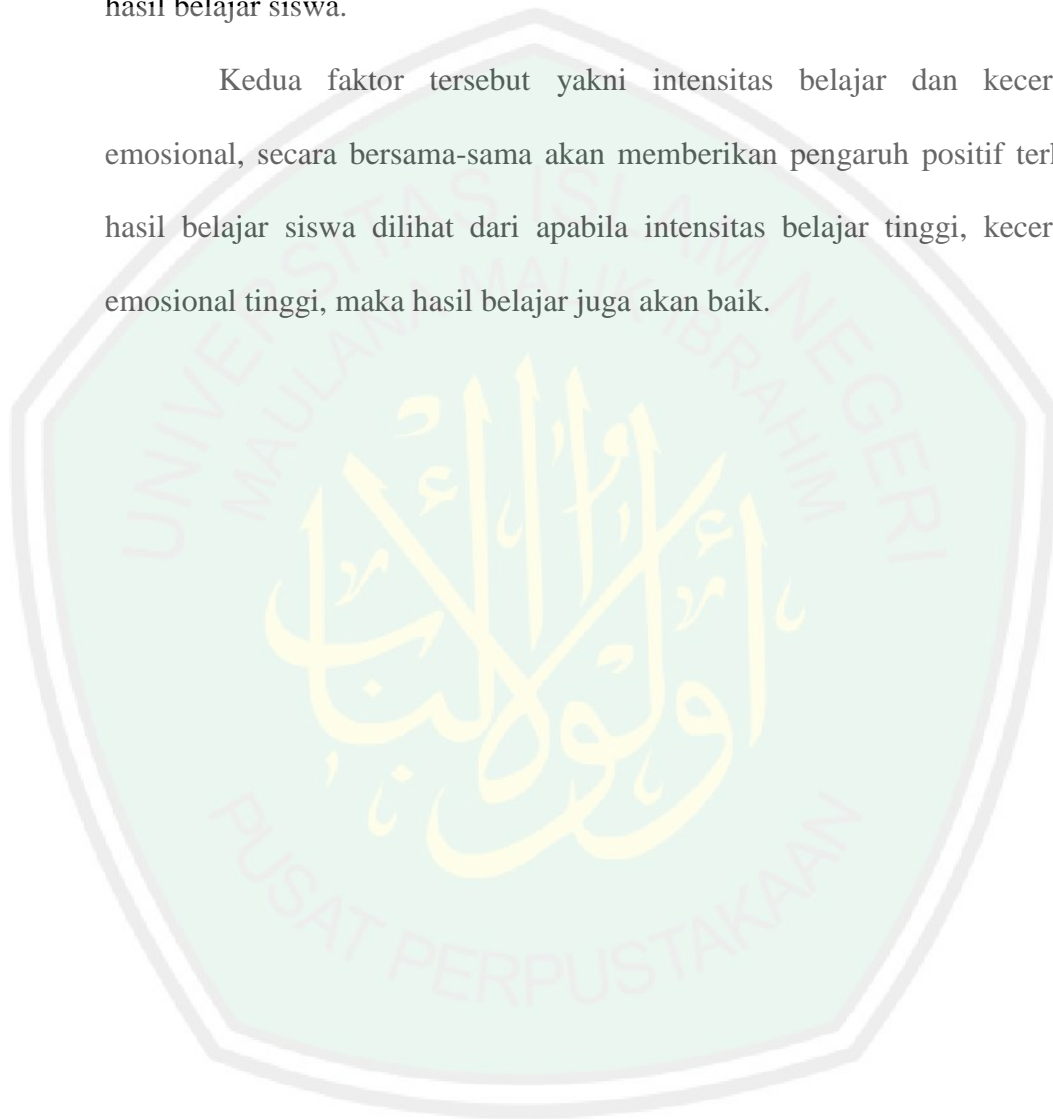 hasil belajar siswa.
Kedua faktor tersebut yakni intensitas belajar dan kecer
emosional, secara bersama-sama akan memberikan pengaruh positif terh
hasil belajar siswa dilihat dari apabila intensitas belajar tinggi, kecer
emosional tinggi, maka hasil belajar juga akan baik.
UNIVERSITAS ISLAM NEGERI
MAULANA MALIK IBRAHIM
أولوا الألباب
PUSAT PERPUSTAKAAN